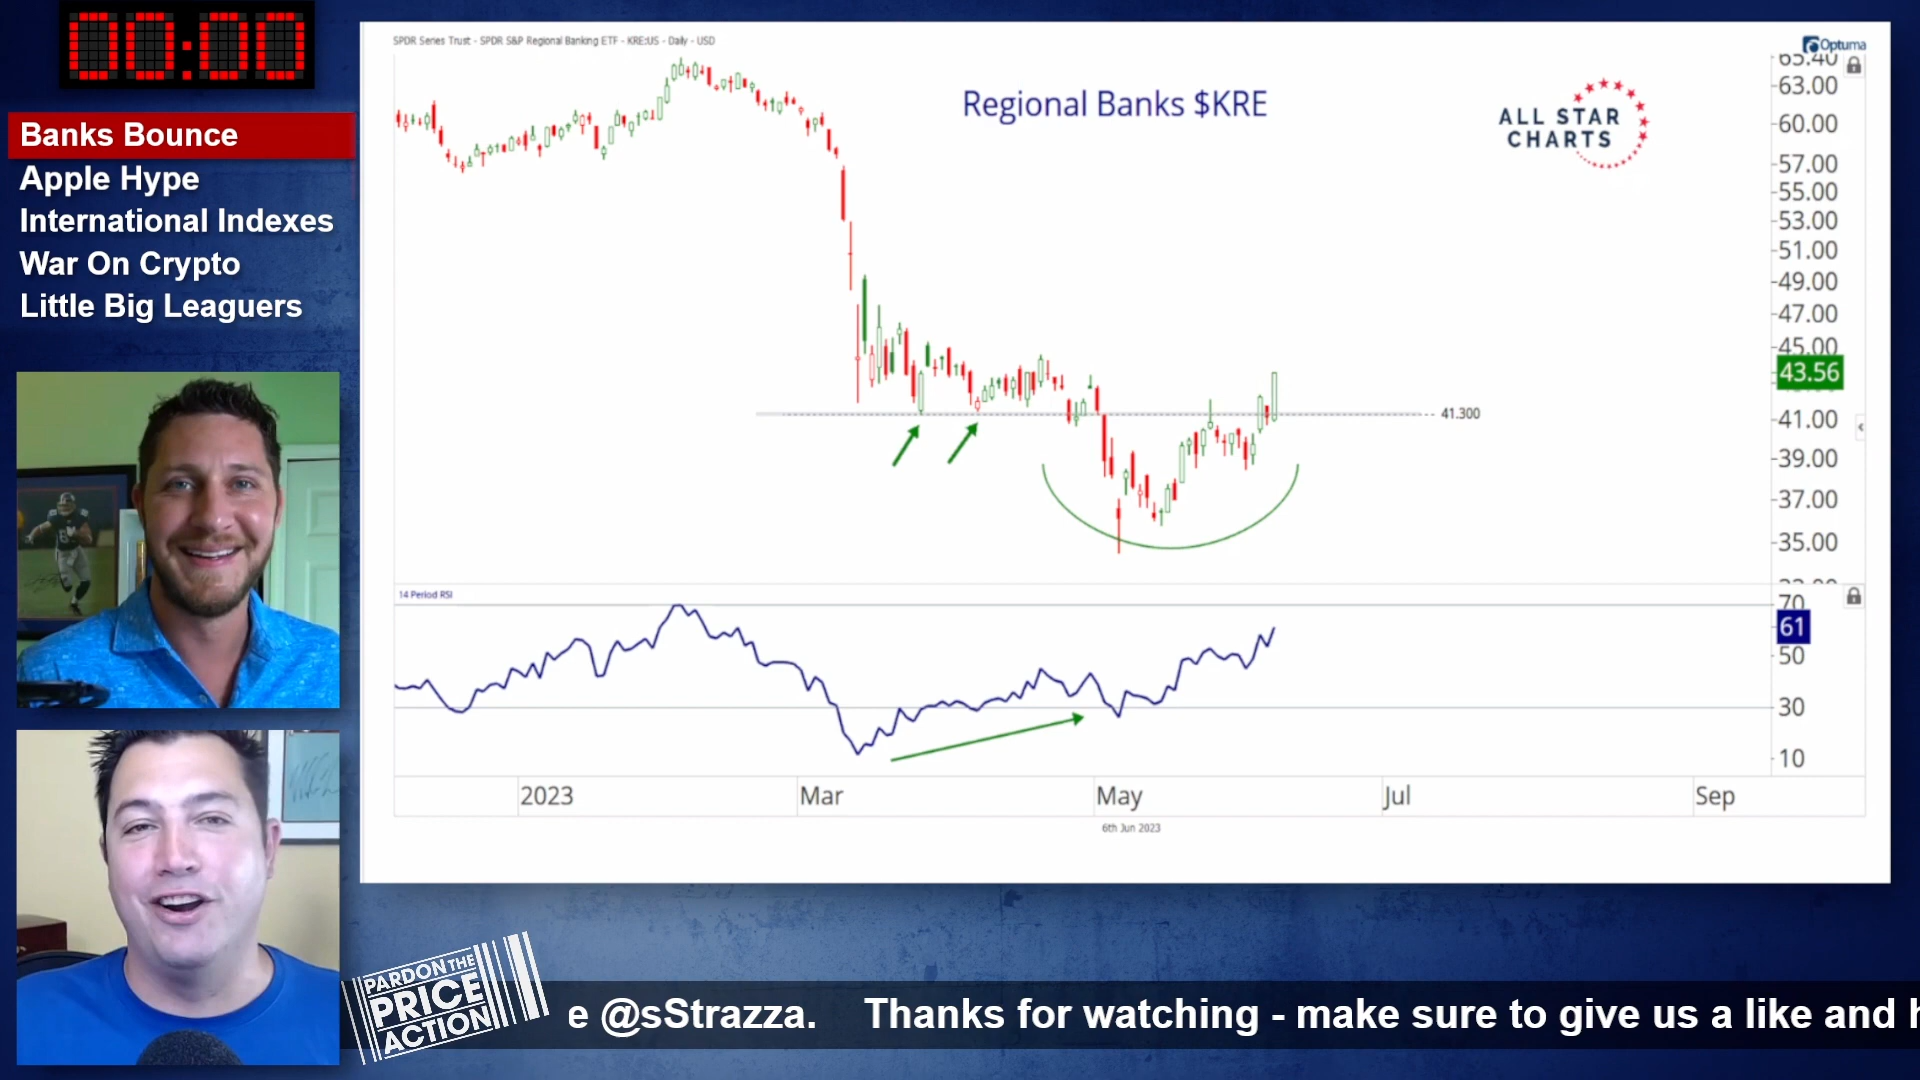 00:00
Banks Bounce
Apple Hype
International Indexes
War On Crypto
Little Big Leaguers
SPDR Series Trust - SPDR S&P Regional Banking ETF - KRE:US - Daily - USD
Optuma
Regional Banks $KRE
ALL STAR
CHARTS
65.40
63.00
60.00
57.00
55.00
53.00
51.00
49.00
47.00
45.00
43.56
41.300
41.00
39.00
37.00
35.00
14 Period RSI
70
61
50
30
10
2023
Mar
May
Jul
Sep
6th Jun 2023
PARDON THE
PRICE
ACTION
e @sStrazza. Thanks for watching - make sure to give us a like and h